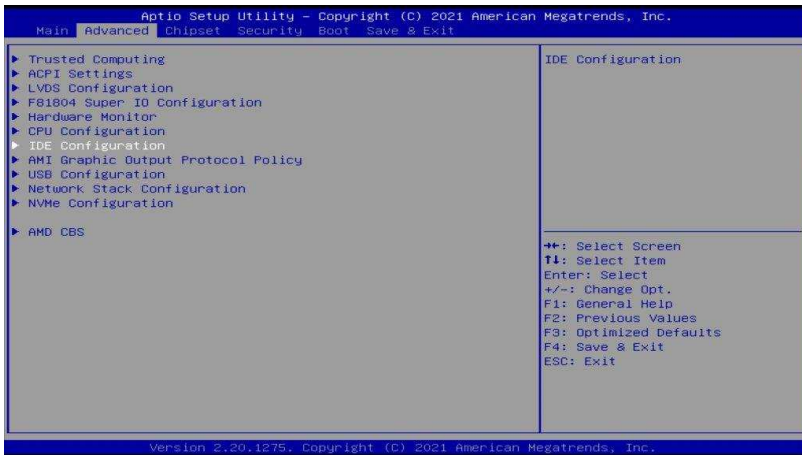 Aptio Setup Utility – Copyright (C) 2021 American Megatrends, Inc.
Main Advanced Chipset Security Boot Save & Exit
▶ Trusted Computing
▶ ACPI Settings
▶ LVDS Configuration
▶ F81804 Super IO Configuration
▶ Hardware Monitor
▶ CPU Configuration
▶ IDE Configuration
▶ AMI Graphic Output Protocol Policy
▶ USB Configuration
▶ Network Stack Configuration
▶ NVMe Configuration
▶ AMD CBS
IDE Configuration
→←: Select Screen
↑↓: Select Item
Enter: Select
+/-: Change Opt.
F1: General Help
F2: Previous Values
F3: Optimized Defaults
F4: Save & Exit
ESC: Exit
Version 2.20.1275. Copyright (C) 2021 American Megatrends, Inc.